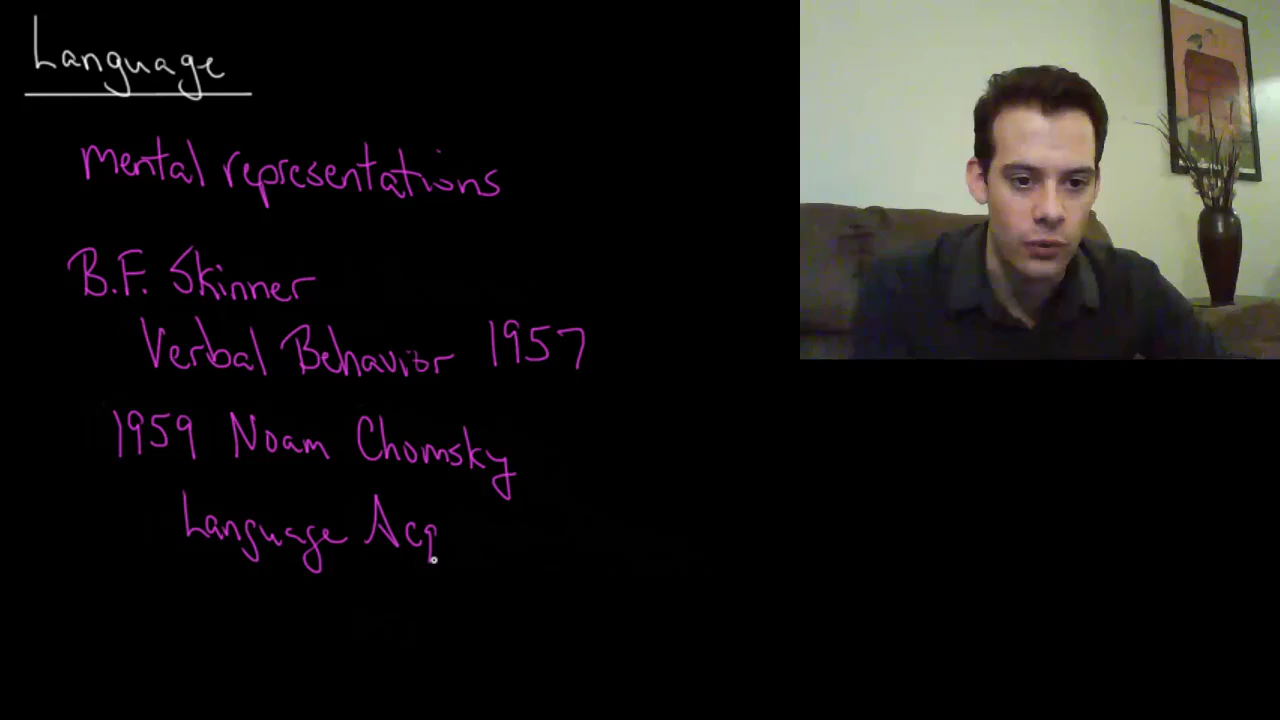 Language
Mental representations
B.F. Skinner
Verbal Behavior 1957
1959 Noam Chomsky
Language Acq